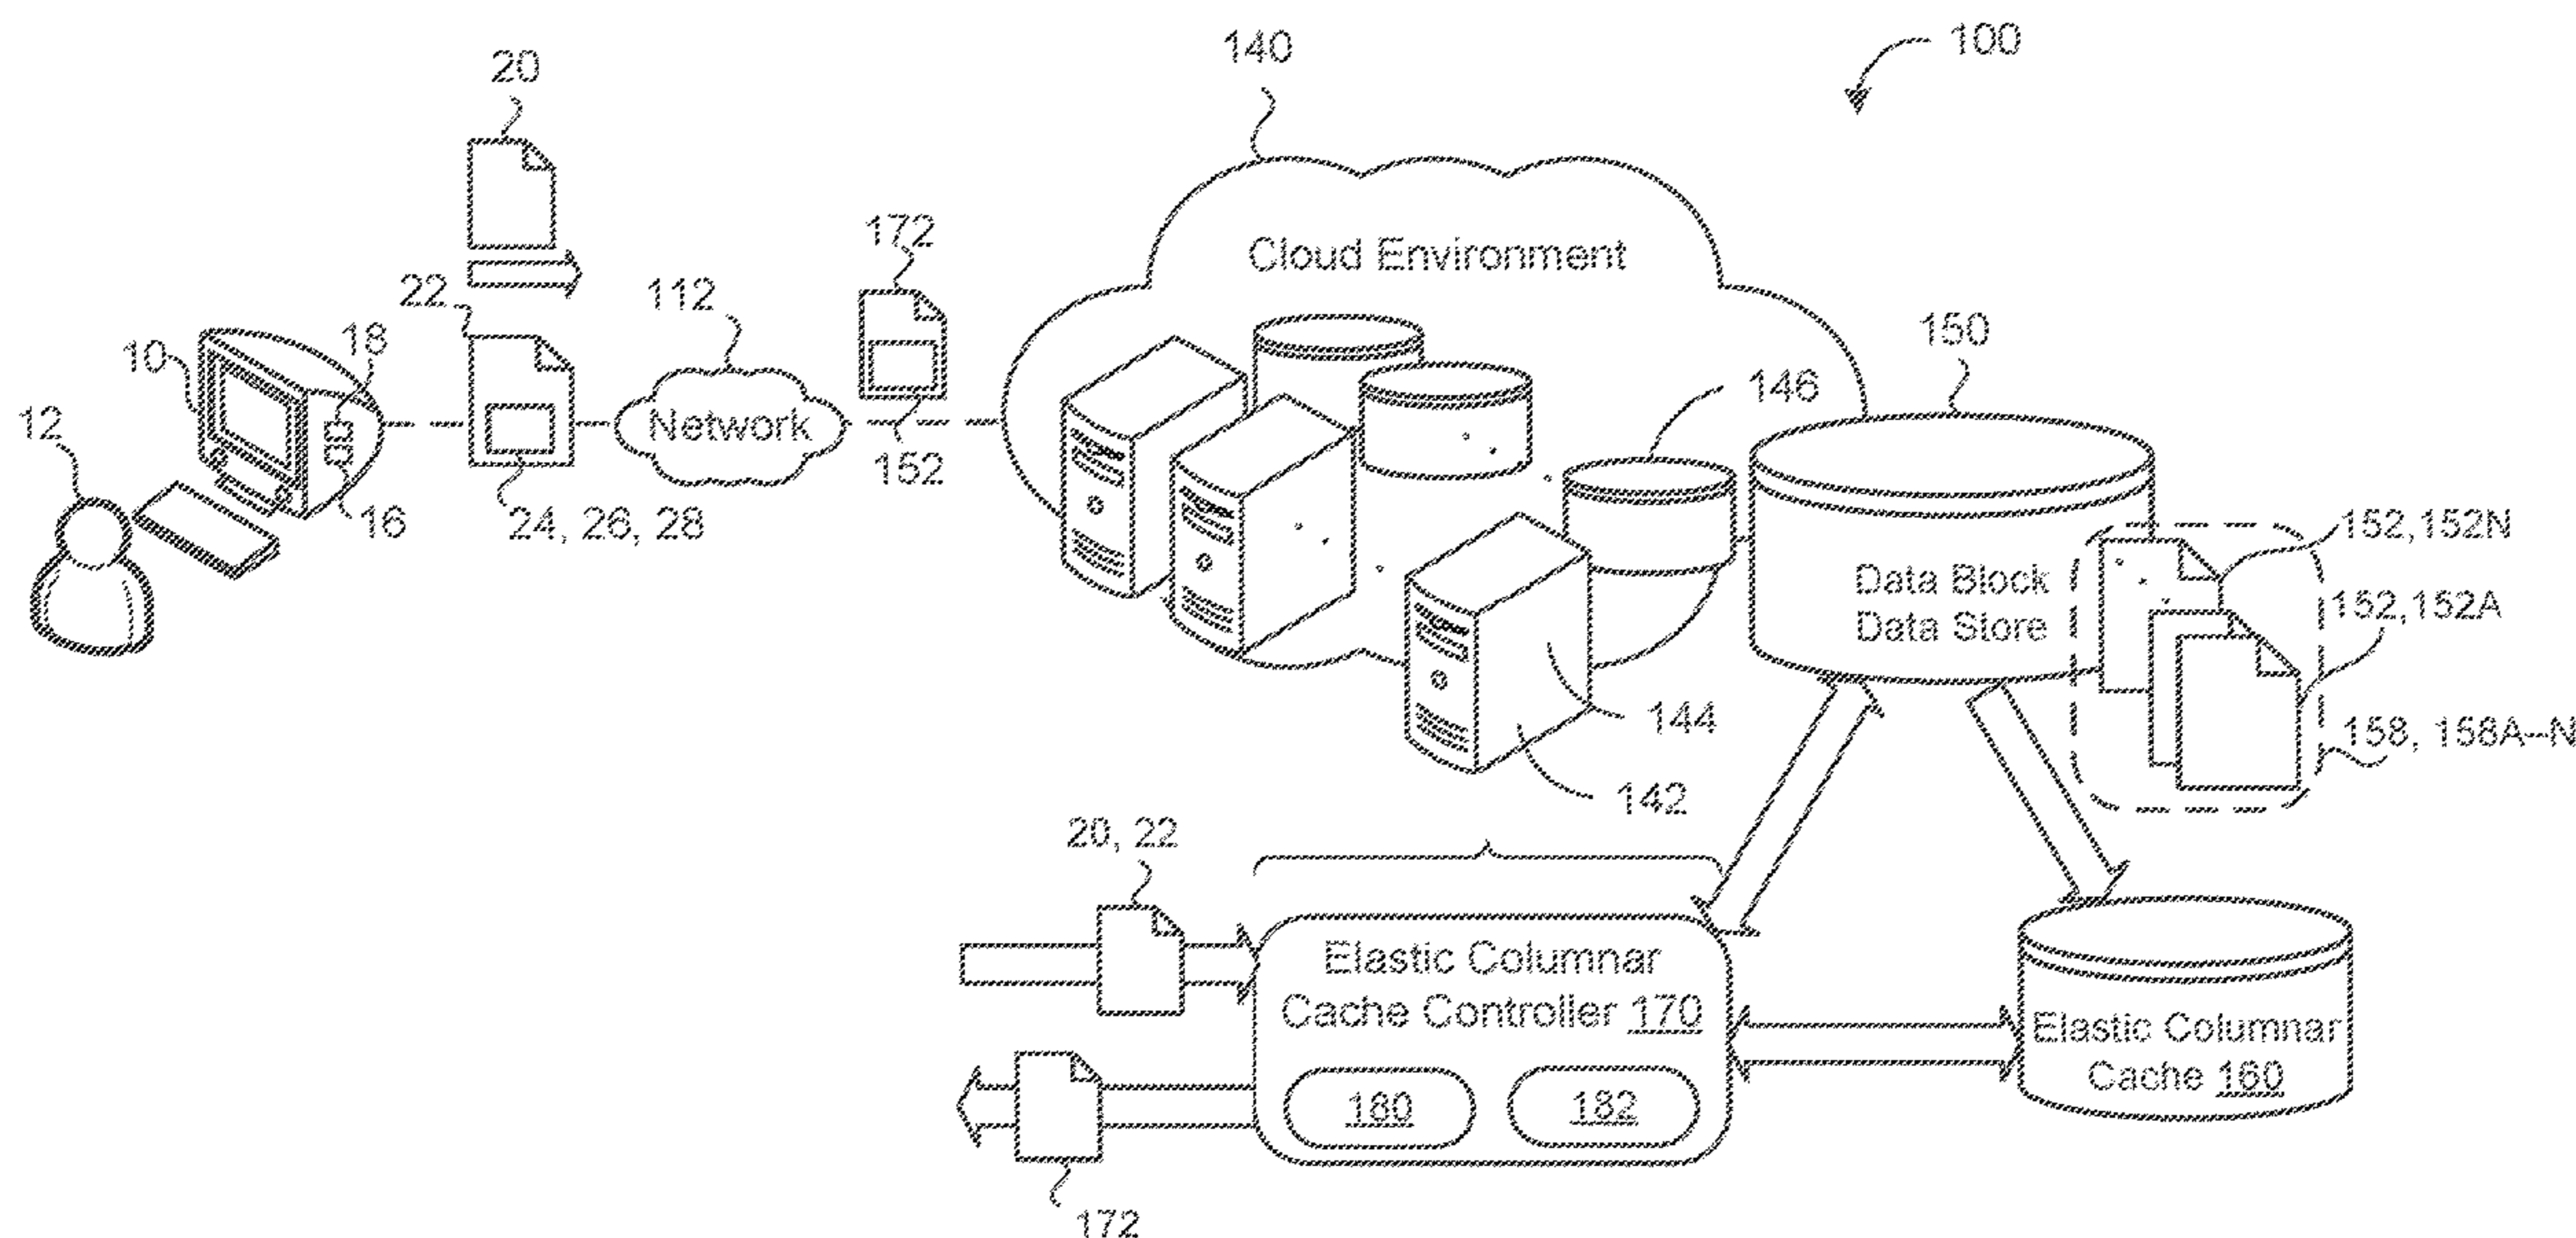 140
100
20
172
22
112
Cloud Environment
18
10
150
146
12
Network
152
16
24, 26, 28
152,152N
Data Block
Data Store
152,152A
144
158, 158A–N
142
20, 22
Elastic Columnar
Cache Controller 170
Elastic Columnar
Cache 160
180
182
172